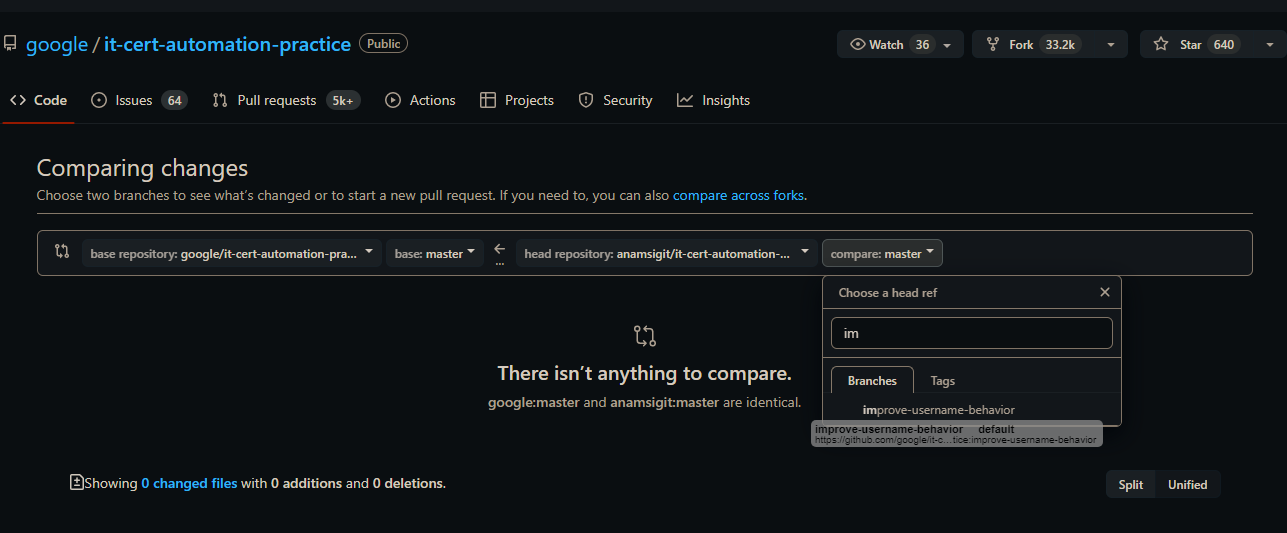 google / it-cert-automation-practice Public
Watch 36 Fork 33.2k Star 640
Code Issues 64 Pull requests 5k+ Actions Projects Security Insights
Comparing changes
Choose two branches to see what's changed or to start a new pull request. If you need to, you can also compare across forks.
base repository: google/it-cert-automation-pra... base: master ← ... head repository: anamsigit/it-cert-automation-... compare: master
Choose a head ref
im
Branches Tags
improve-username-behavior
improve-username-behavior default
https://github.com/google/it-c…tice:improve-username-behavior
There isn't anything to compare.
google:master and anamsigit:master are identical.
Showing 0 changed files with 0 additions and 0 deletions.
Split Unified